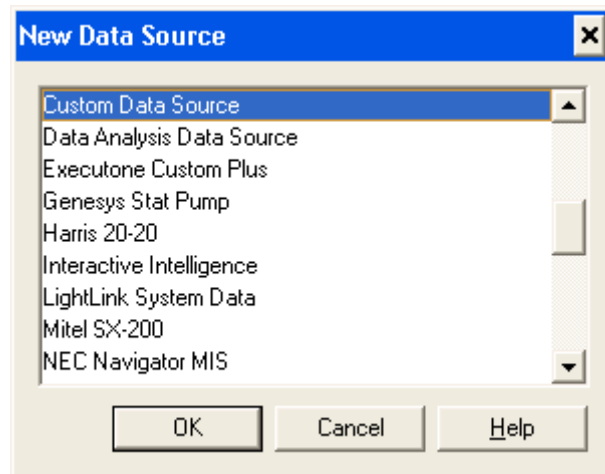 New Data Source
Custom Data Source
Data Analysis Data Source
Executone Custom Plus
Genesys Stat Pump
Harris 20-20
Interactive Intelligence
LightLink System Data
Mitel SX-200
NEC Navigator MIS
OK Cancel Help